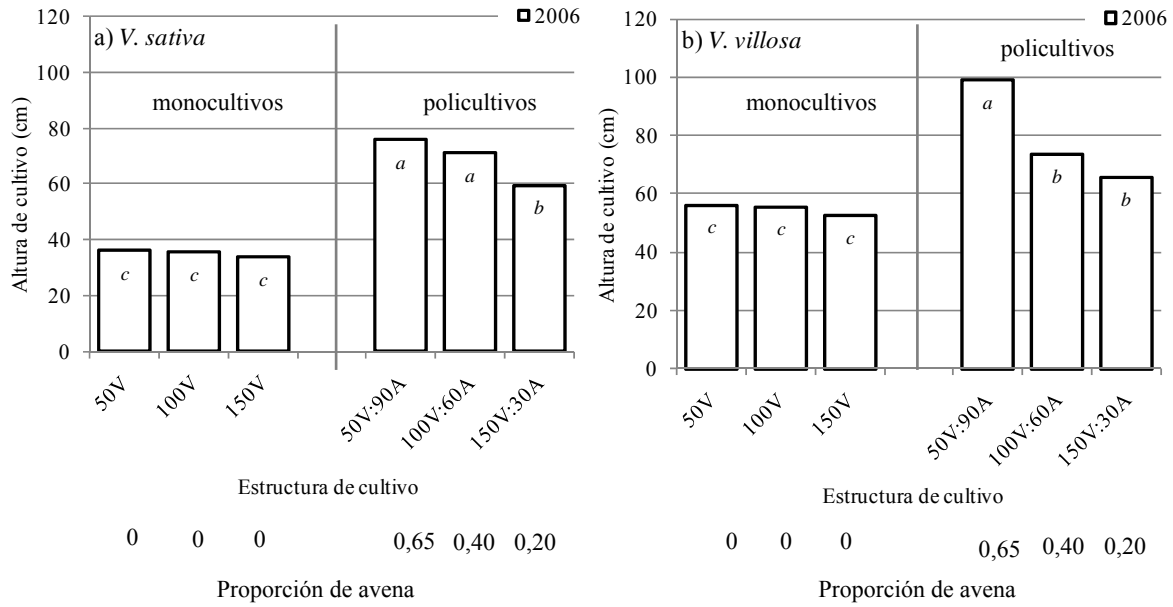 2006
a) V. sativa
monocultivos
policultivos
Altura de cultivo (cm)
120
100
80
60
40
20
0
c
c
c
a
a
b
50V
100V
150V
50V:90A
100V:60A
150V:30A
Estructura de cultivo
0 0 0 0,65 0,40 0,20
Proporción de avena
2006
b) V. villosa
policultivos
monocultivos
Altura de cultivo (cm)
120
100
80
60
40
20
0
c
c
c
a
b
b
50V
100V
150V
50V:90A
100V:60A
150V:30A
Estructura de cultivo
0 0 0 0,65 0,40 0,20
Proporción de avena